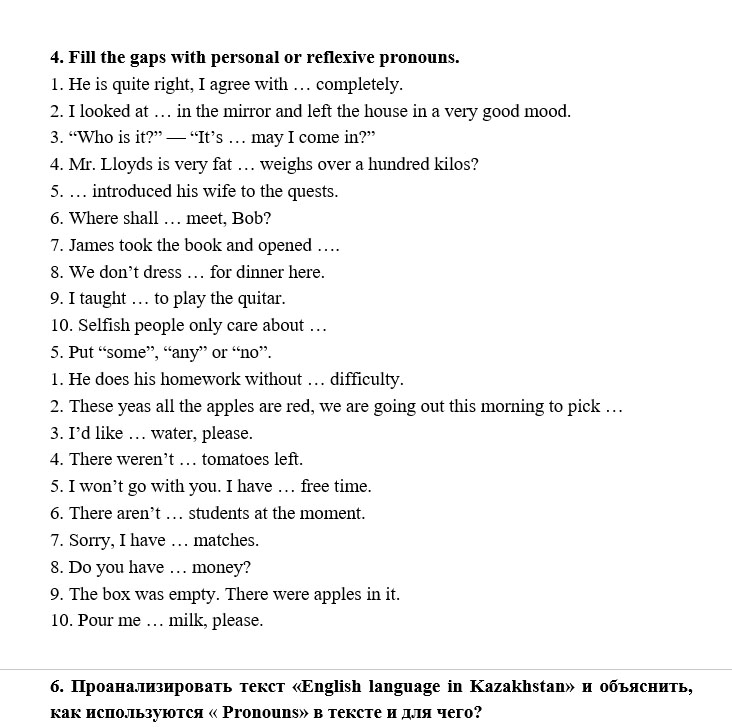 4. Fill the gaps with personal or reflexive pronouns.
1. He is quite right, I agree with … completely.
2. I looked at … in the mirror and left the house in a very good mood.
3. “Who is it?” — “It’s … may I come in?”
4. Mr. Lloyds is very fat … weighs over a hundred kilos?
5. … introduced his wife to the quests.
6. Where shall … meet, Bob?
7. James took the book and opened ….
8. We don’t dress … for dinner here.
9. I taught … to play the quitar.
10. Selfish people only care about …
5. Put “some”, “any” or “no”.
1. He does his homework without … difficulty.
2. These yeas all the apples are red, we are going out this morning to pick …
3. I’d like … water, please.
4. There weren’t … tomatoes left.
5. I won’t go with you. I have … free time.
6. There aren’t … students at the moment.
7. Sorry, I have … matches.
8. Do you have … money?
9. The box was empty. There were apples in it.
10. Pour me … milk, please.
6. Проанализировать текст «English language in Kazakhstan» и объяснить,
как используются « Pronouns» в тексте и для чего?